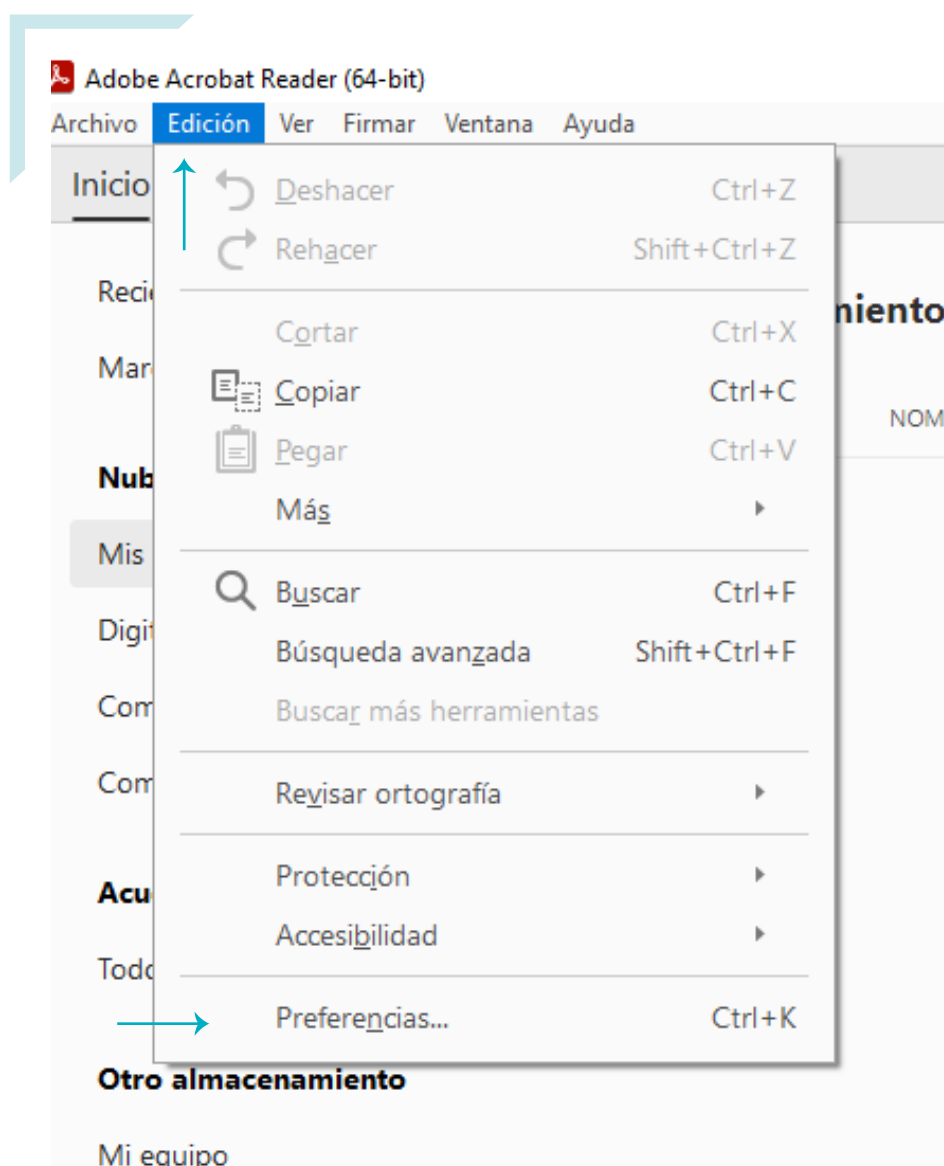 Adobe Acrobat Reader (64-bit)
Archivo Edición Ver Firmar Ventana Ayuda
Inicio
Deshacer Ctrl+Z
Rehacer Shift+Ctrl+Z
Cortar Ctrl+X
Copiar Ctrl+C
Pegar Ctrl+V
Más
Mis
Buscar Ctrl+F
Búsqueda avanzada Shift+Ctrl+F
Buscar más herramientas
Revisar ortografía
Protección
Accesibilidad
Preferencias... Ctrl+K
Otro almacenamiento
Mi equipo